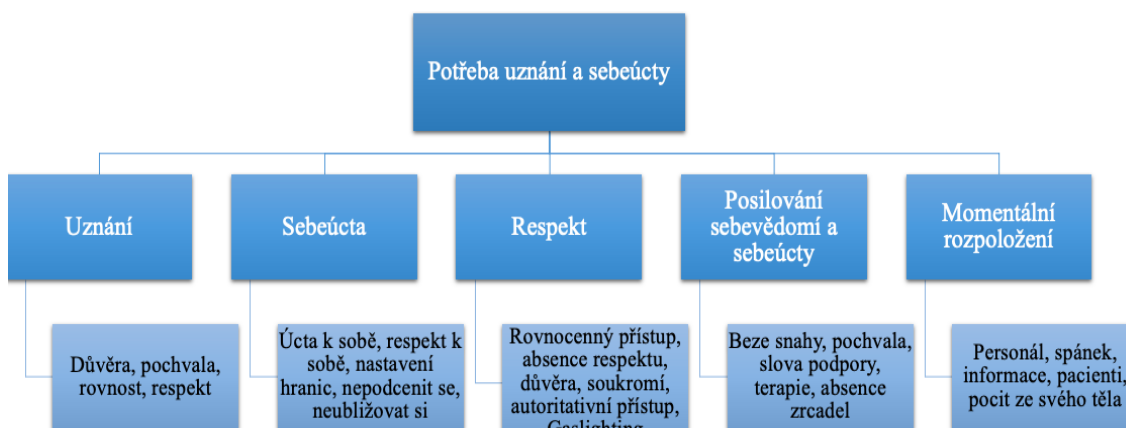 Potřeba uznání a sebeúcty
Uznání
Sebeúcta
Respekt
Posilování
sebevědomí a
sebeúcty
Momentální
rozpoložení
Důvěra, pochvala,
rovnost, respekt
Úcta k sobě, respekt k
sobě, nastavení
hranic, nepodcenit se,
neubližovat si
Rovnocenný přístup,
absence respektu,
důvěra, soukromí,
autoritativní přístup,
Gaslighting
Beze snahy, pochvala,
slova podpory,
terapie, absence
zrcadel
Personál, spánek,
informace, pacienti,
pocit ze svého těla